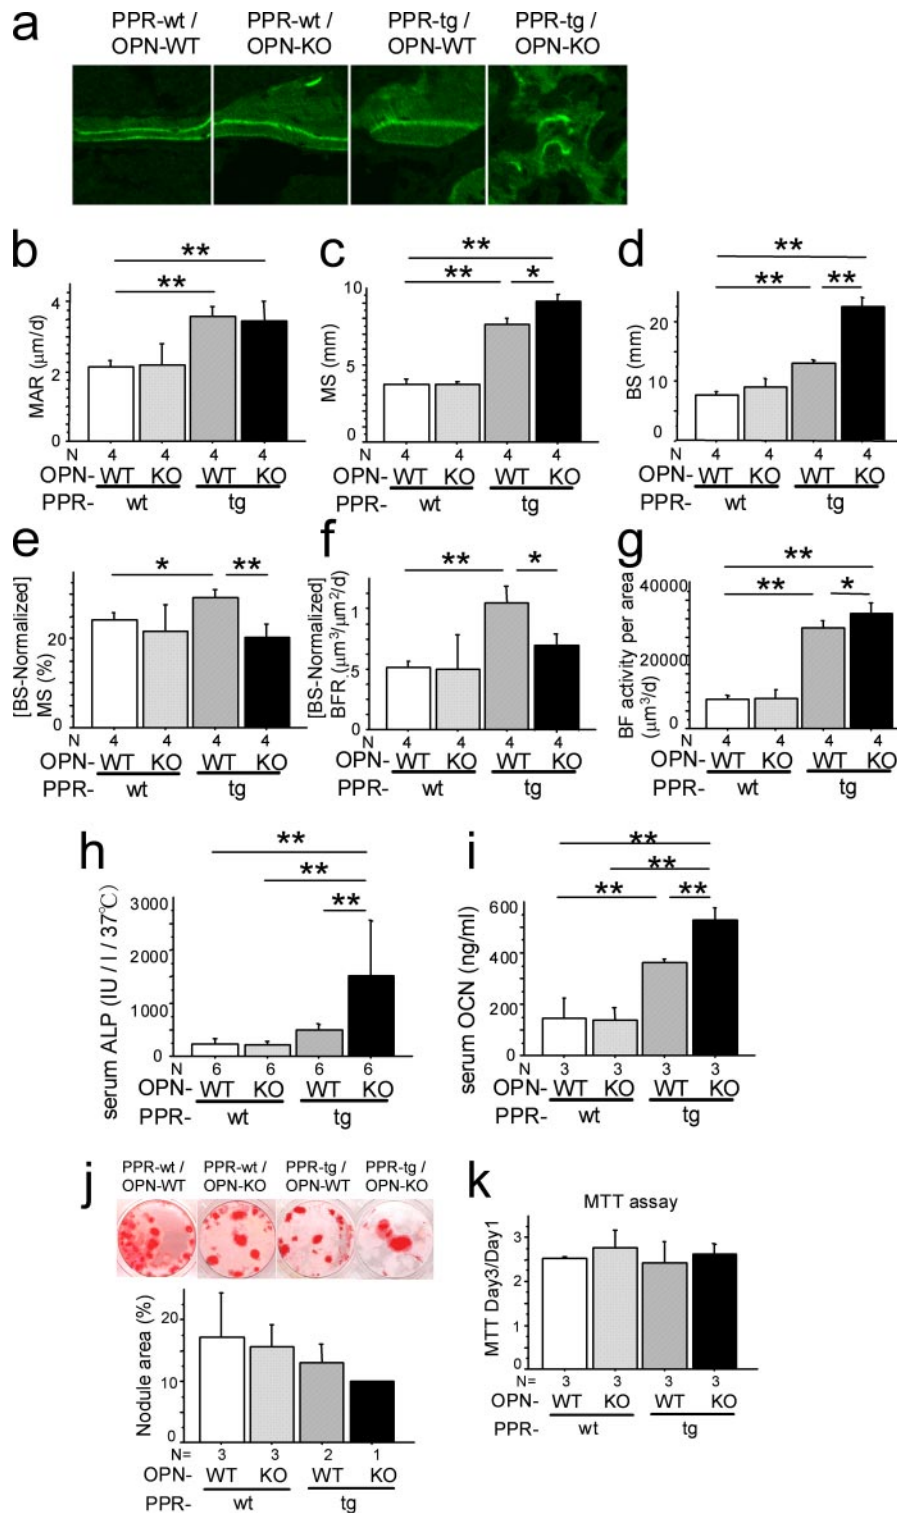 a
PPR-wt / PPR-wt / PPR-tg / PPR-tg /
OPN-WT OPN-KO OPN-WT OPN-KO
b
**
**
MAR (µm/d)
4
2
0
N 4 4 4 4
OPN- WT KO WT KO
PPR- wt tg
c
**
** *
MS (mm)
10
5
0
N 4 4 4 4
OPN- WT KO WT KO
PPR- wt tg
d
**
** **
BS (mm)
20
10
0
N 4 4 4 4
OPN- WT KO WT KO
PPR- wt tg
e
* **
[BS-Normalized]
MS (%)
20
0
N 4 4 4 4
OPN- WT KO WT KO
PPR- wt tg
f
** *
[BS-Normalized]
BFR (µm³/µm²/d)
1
.5
0
N 4 4 4 4
OPN- WT KO WT KO
PPR- wt tg
g
**
** *
BF activity per area
(µm³/d)
40000
20000
0
N 4 4 4 4
OPN- WT KO WT KO
PPR- wt tg
h
**
**
**
serum ALP (IU / l / 37℃)
3000
2000
1000
0
N 6 6 6 6
OPN- WT KO WT KO
PPR- wt tg
i
**
**
** **
serum OCN (ng/ml)
600
400
200
0
N 3 3 3 3
OPN- WT KO WT KO
PPR- wt tg
j
PPR-wt / PPR-wt / PPR-tg / PPR-tg /
OPN-WT OPN-KO OPN-WT OPN-KO
Nodule area (%)
20
10
0
N= 3 3 2 1
OPN- WT KO WT KO
PPR- wt tg
k
MTT assay
MTT Day3/Day1
3
2
1
0
N= 3 3 3 3
OPN- WT KO WT KO
PPR- wt tg